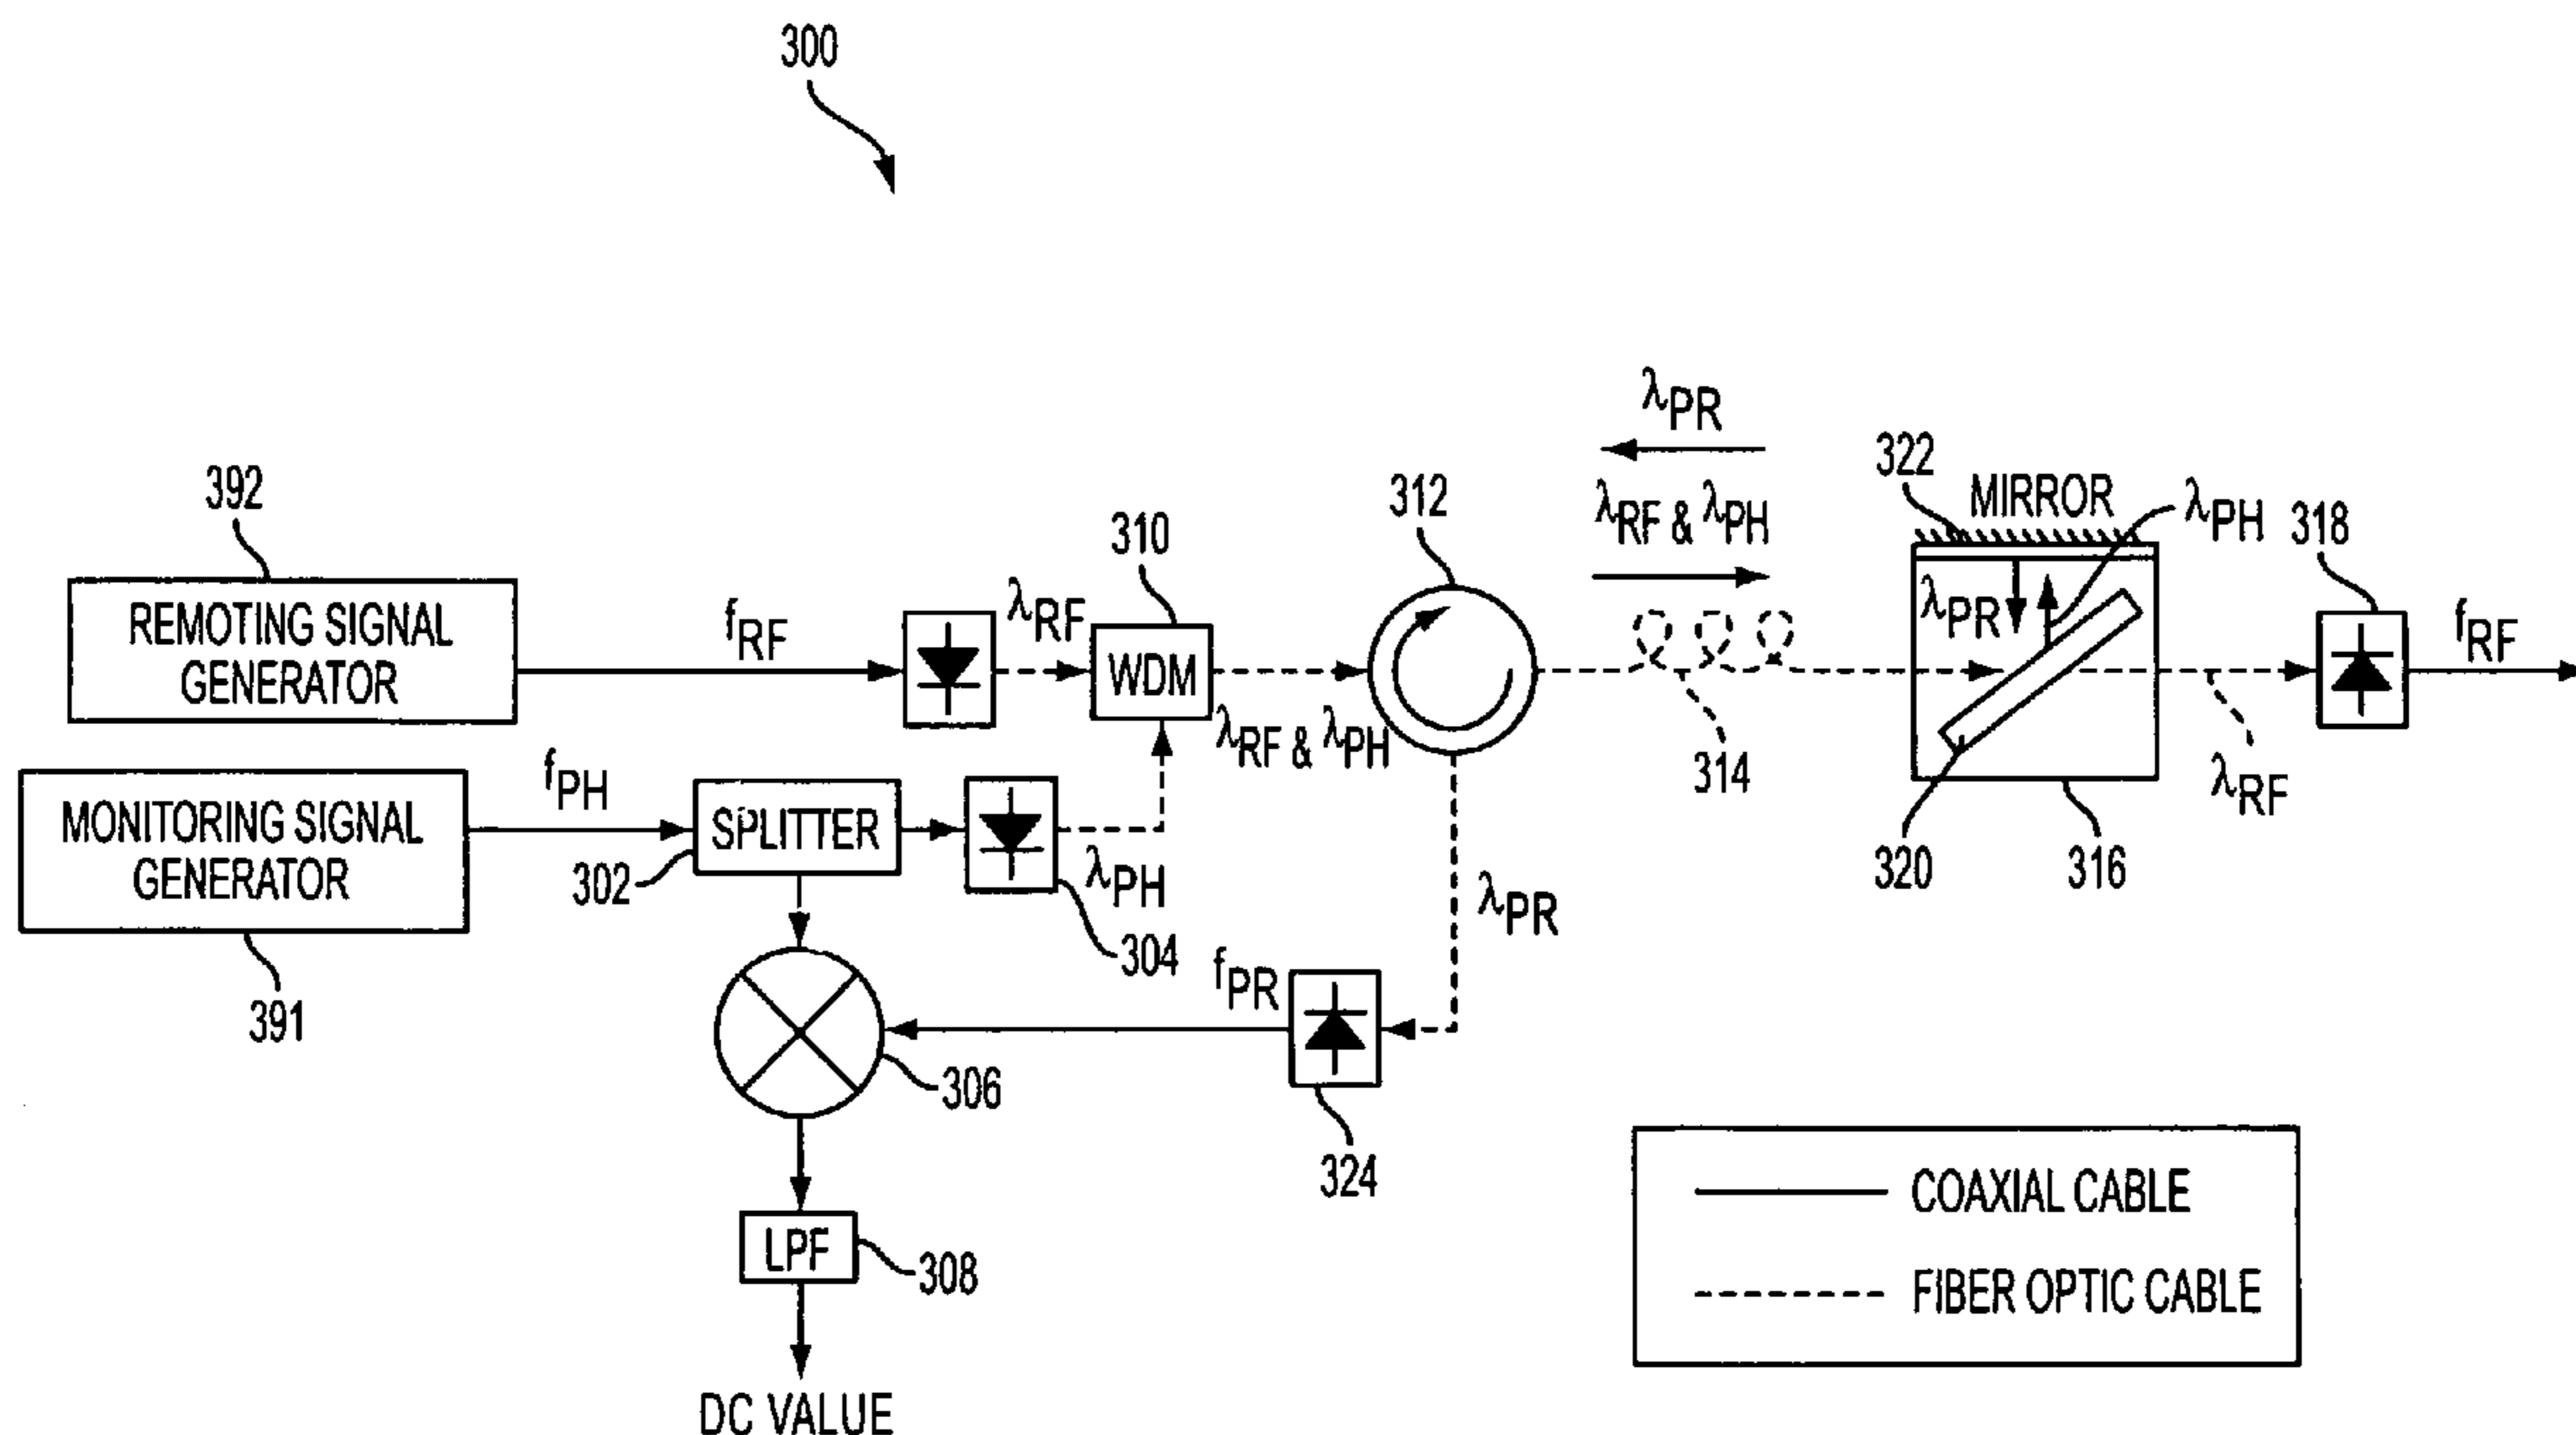 300
λPR
322
MIRROR
λPH
318
392
310
312
λRF & λPH
REMOTING SIGNAL
GENERATOR
fRF
λRF
WDM
λPR
fRF
λRF & λPH
314
λRF
MONITORING SIGNAL
GENERATOR
fPH
SPLITTER
302
λPH
304
320
316
λPR
391
fPR
306
324
LPF
308
COAXIAL CABLE
FIBER OPTIC CABLE
DC VALUE